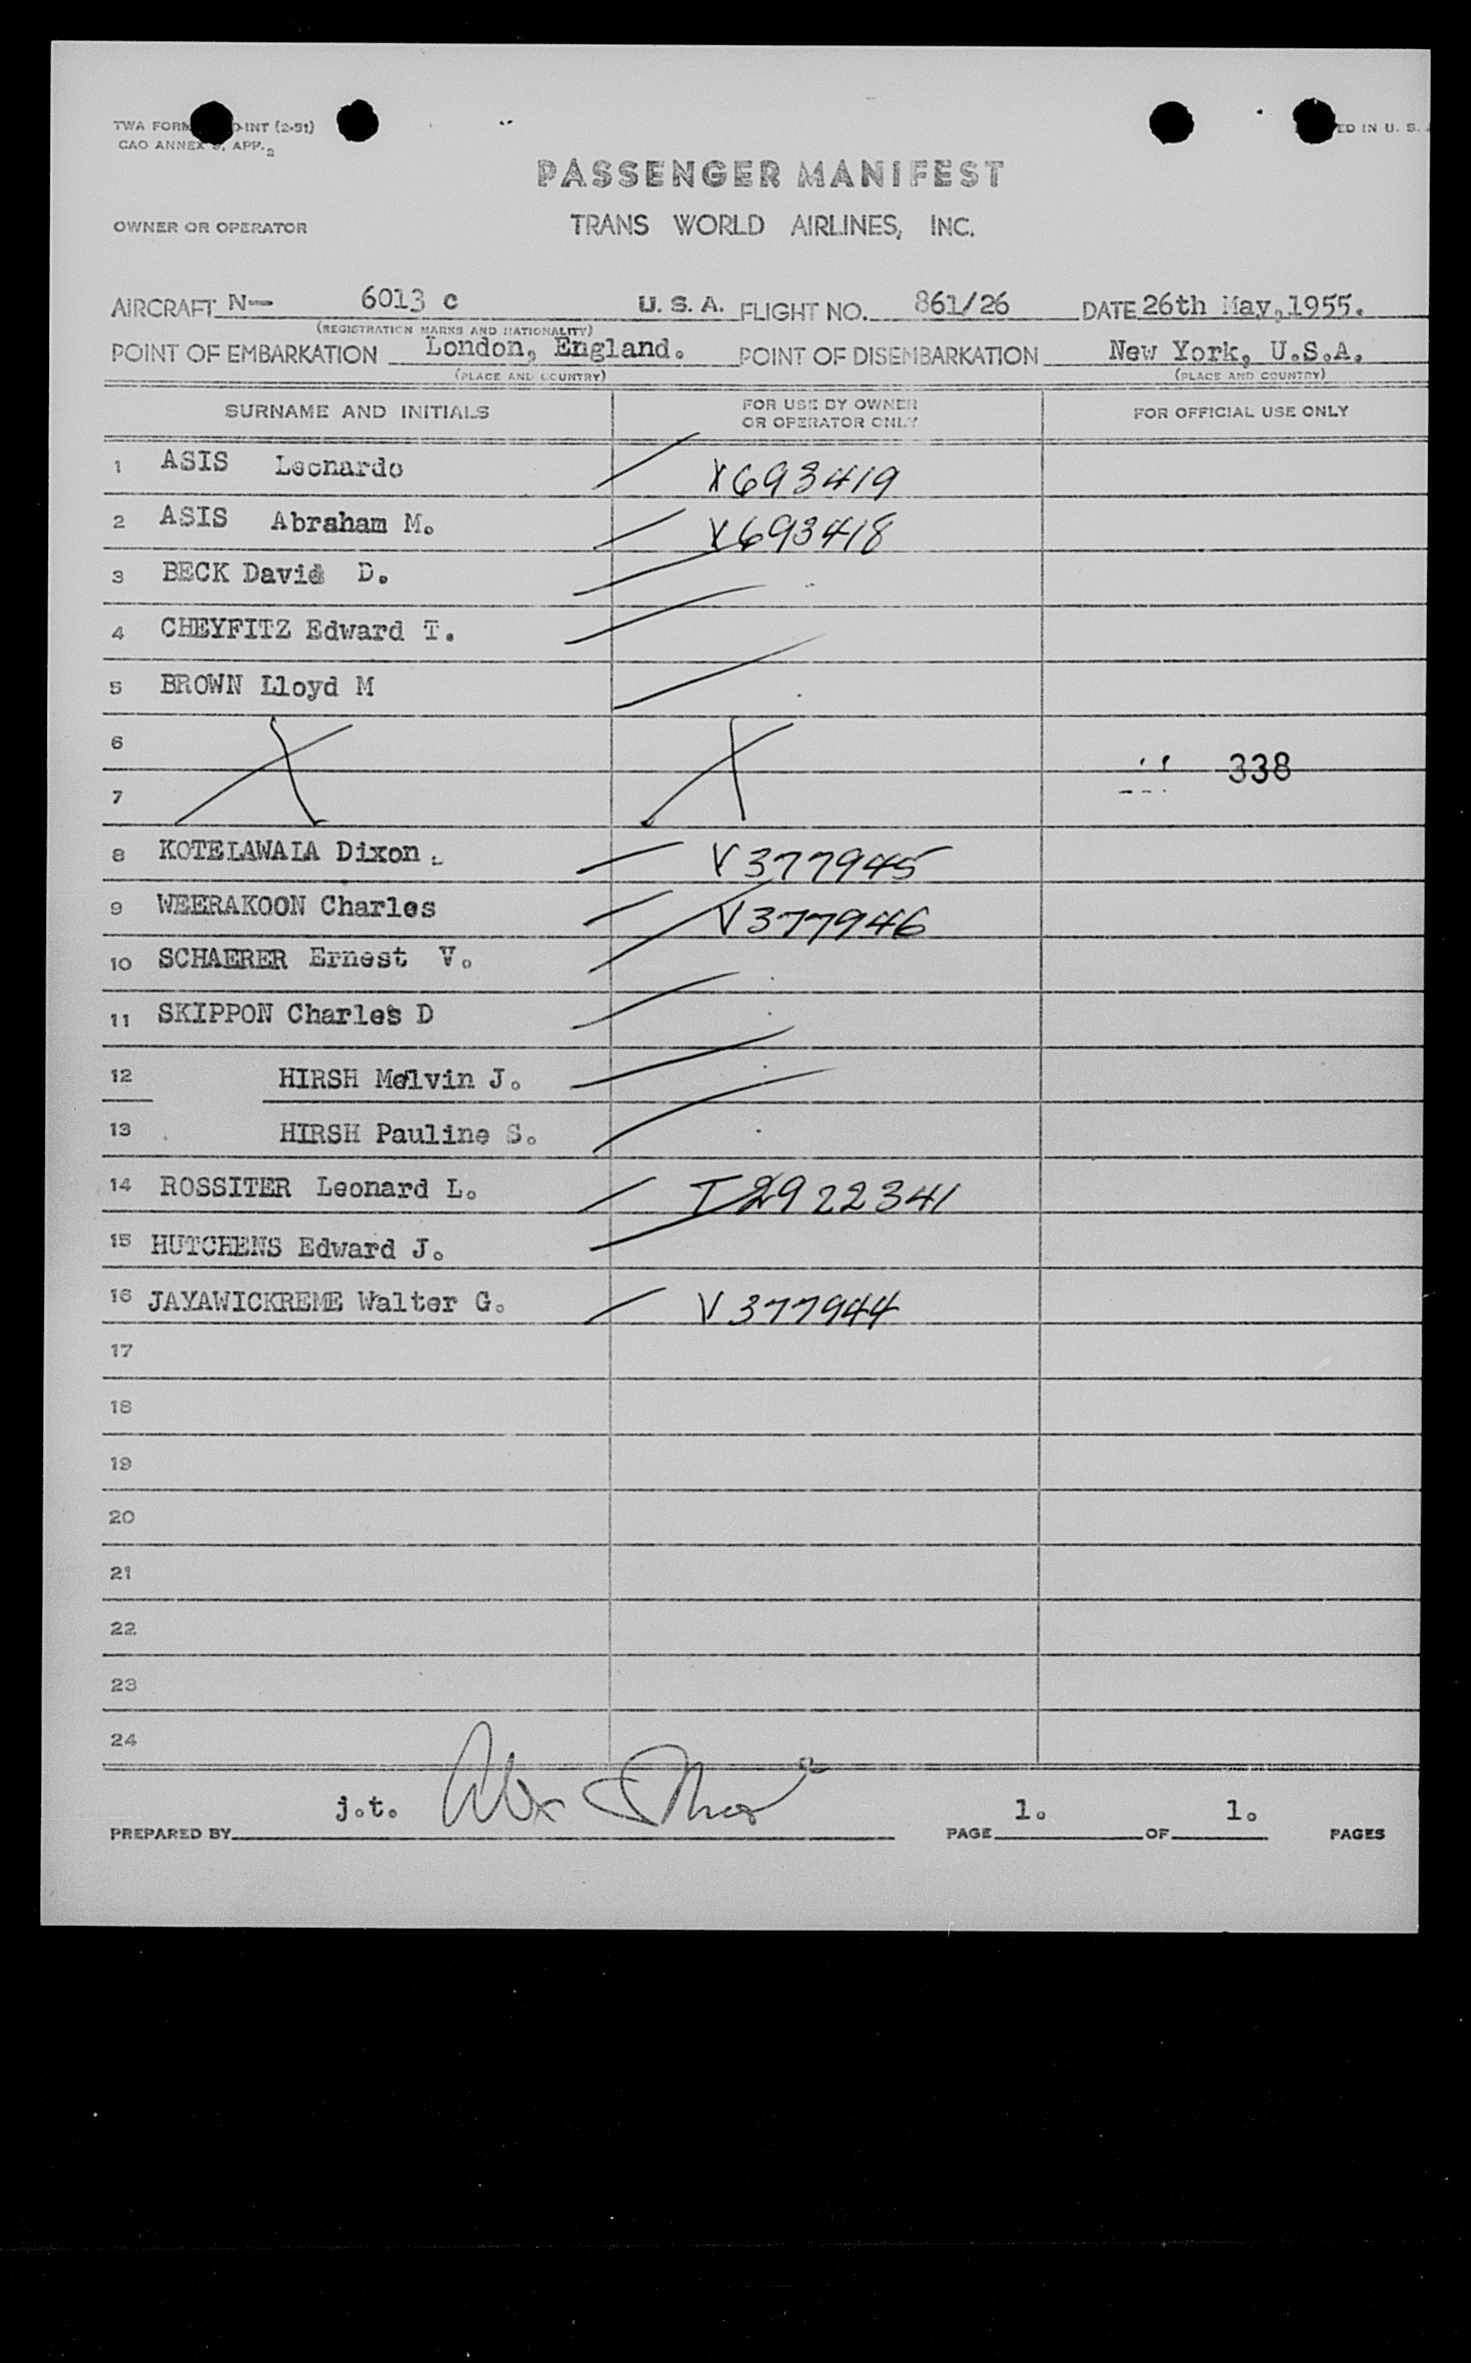 TWA FORM -INT (2-51)
CAO ANNEX 9, APP. 2
ED IN U. S.
PASSENGER MANIFEST
OWNER OR OPERATOR
TRANS WORLD AIRLINES, INC.
AIRCRAFT N- 6013 c U. S. A. FLIGHT NO. 861/26 DATE 26th May, 1955.
(REGISTRATION MARKS AND NATIONALITY)
POINT OF EMBARKATION London, England. POINT OF DISEMBARKATION New York, U.S.A.
(PLACE AND COUNTRY) (PLACE AND COUNTRY)
SURNAME AND INITIALS FOR USE BY OWNER OR OPERATOR ONLY FOR OFFICIAL USE ONLY
1 ASIS Leonardo X693419
2 ASIS Abraham M. X693418
3 BECK David D.
4 CHEYFITZ Edward T.
5 BROWN Lloyd M
6
338
7
8 KOTELAWALA Dixon. V377945
9 WEERAKOON Charles V377946
10 SCHAERER Ernest V.
11 SKIPPON Charles D
12 HIRSH Melvin J.
13 HIRSH Pauline S.
14 ROSSITER Leonard L. I2922341
15 HUTCHENS Edward J.
16 JAYAWICKREME Walter G. V377944
17
18
19
20
21
22
23
24
PREPARED BY j.t. PAGE 1. OF 1. PAGES